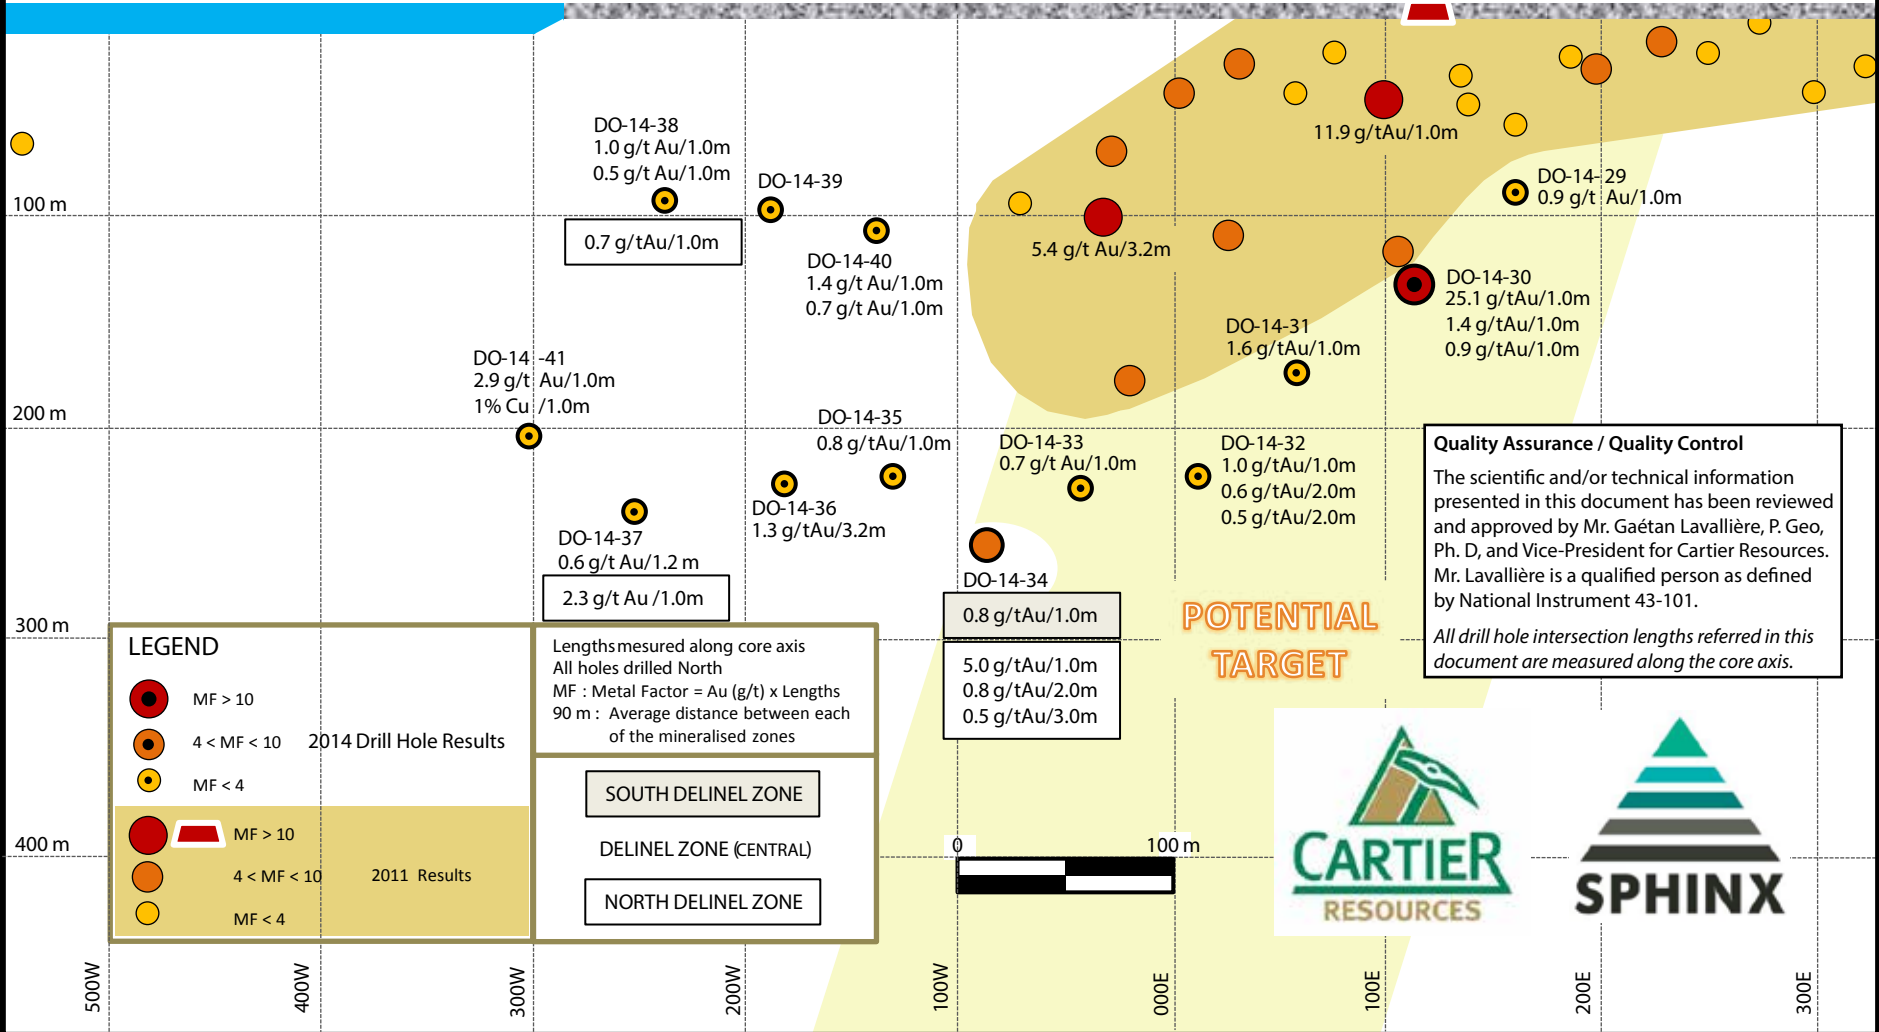 DO-14-38
1.0 g/t Au/1.0m
0.5 g/t Au/1.0m
0.7 g/tAu/1.0m
DO-14-39
DO-14-40
1.4 g/t Au/1.0m
0.7 g/t Au/1.0m
11.9 g/tAu/1.0m
5.4 g/t Au/3.2m
DO-14- 29
0.9 g/t Au/1.0m
DO-14-30
25.1 g/tAu/1.0m
1.4 g/tAu/1.0m
0.9 g/tAu/1.0m
DO-14-31
1.6 g/tAu/1.0m
100 m
200 m
300 m
400 m
DO-14 -41
2.9 g/t Au/1.0m
1% Cu /1.0m
DO-14-35
0.8 g/tAu/1.0m
DO-14-36
1.3 g/tAu/3.2m
DO-14-37
0.6 g/t Au/1.2 m
2.3 g/t Au /1.0m
DO-14-33
0.7 g/t Au/1.0m
DO-14-32
1.0 g/tAu/1.0m
0.6 g/tAu/2.0m
0.5 g/tAu/2.0m
DO-14-34
0.8 g/tAu/1.0m
5.0 g/tAu/1.0m
0.8 g/tAu/2.0m
0.5 g/tAu/3.0m
POTENTIAL
TARGET
Quality Assurance / Quality Control
The scientific and/or technical information
presented in this document has been reviewed
and approved by Mr. Gaétan Lavallière, P. Geo,
Ph. D, and Vice-President for Cartier Resources.
Mr. Lavallière is a qualified person as defined
by National Instrument 43-101.
All drill hole intersection lengths referred in this
document are measured along the core axis.
LEGEND
MF > 10
4 < MF < 10
2014 Drill Hole Results
MF < 4
MF > 10
4 < MF < 10
2011 Results
MF < 4
Lengths mesured along core axis
All holes drilled North
MF : Metal Factor = Au (g/t) x Lengths
90 m : Average distance between each
of the mineralised zones
SOUTH DELINEL ZONE
DELINEL ZONE (CENTRAL)
NORTH DELINEL ZONE
0
100 m
CARTIER
RESOURCES
SPHINX
500W
400W
300W
200W
100W
000E
100E
200E
300E